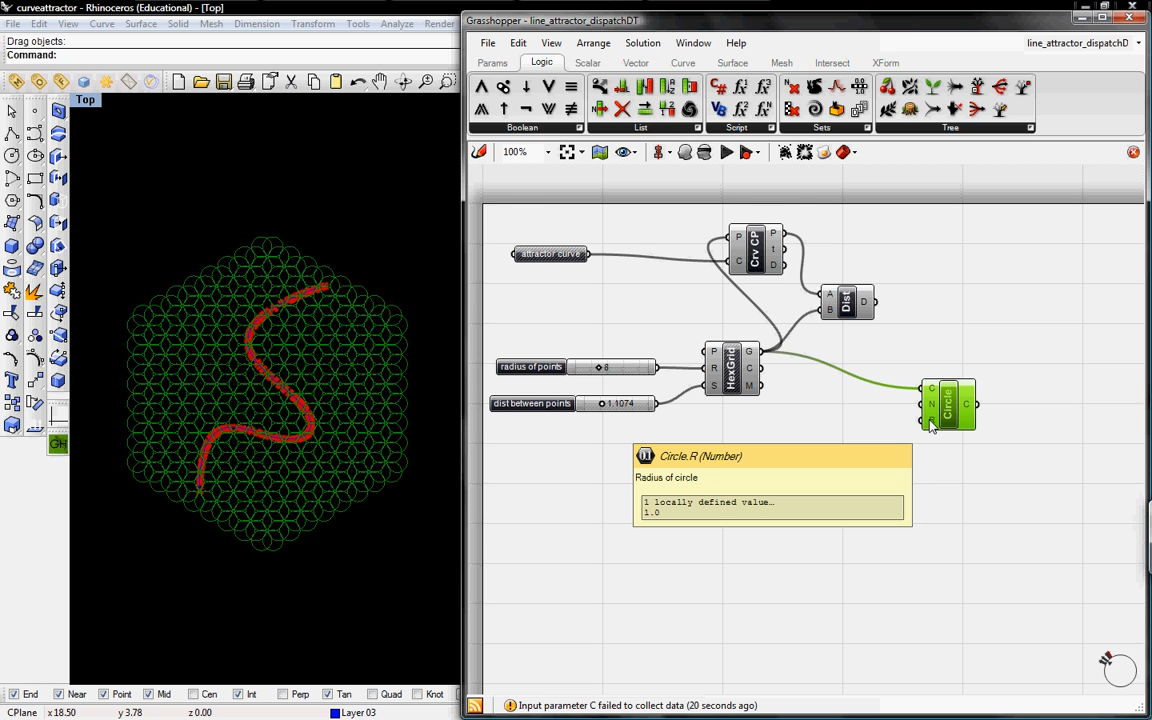 curveattractor - Rhinoceros (Educational) - [Top]
File Edit View Curve Surface Solid Mesh Dimension Transform Tools Analyze Render
Drag objects:
Command:
Top
GH
End Near Point Mid Cen Int Perp Tan Quad Knot
CPlane x 18.50 y 3.78 z 0.00 Layer 03
Grasshopper - line_attractor_dispatchDT
File Edit View Arrange Solution Window Help line_attractor_dispatchD
Params Logic Scalar Vector Curve Surface Mesh Intersect XForm
Boolean List Script Sets Tree
100%
attractor curve
P C Crv CP P t D
A B Dist D
radius of points 8
dist between points 1.1074
P R S HexGrid G C M
C N Circle C
Circle.R (Number)
Radius of circle
1 locally defined value...
1.0
Input parameter C failed to collect data (20 seconds ago)